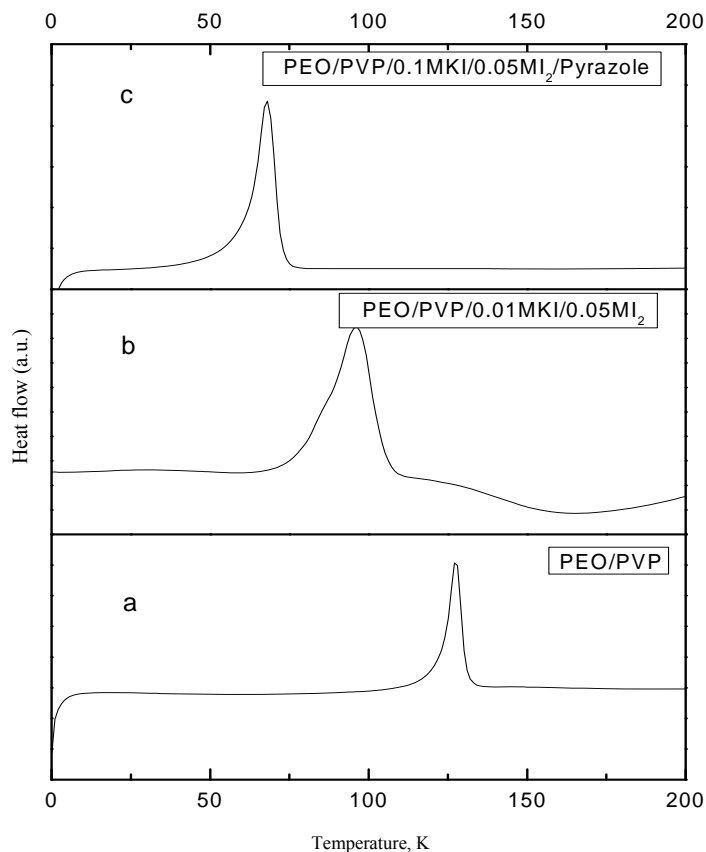 0 50 100 150 200
PEO/PVP/0.1MKI/0.05MI₂/Pyrazole
c
PEO/PVP/0.01MKI/0.05MI₂
b
Heat flow (a.u.)
PEO/PVP
a
0 50 100 150 200
Temperature, K